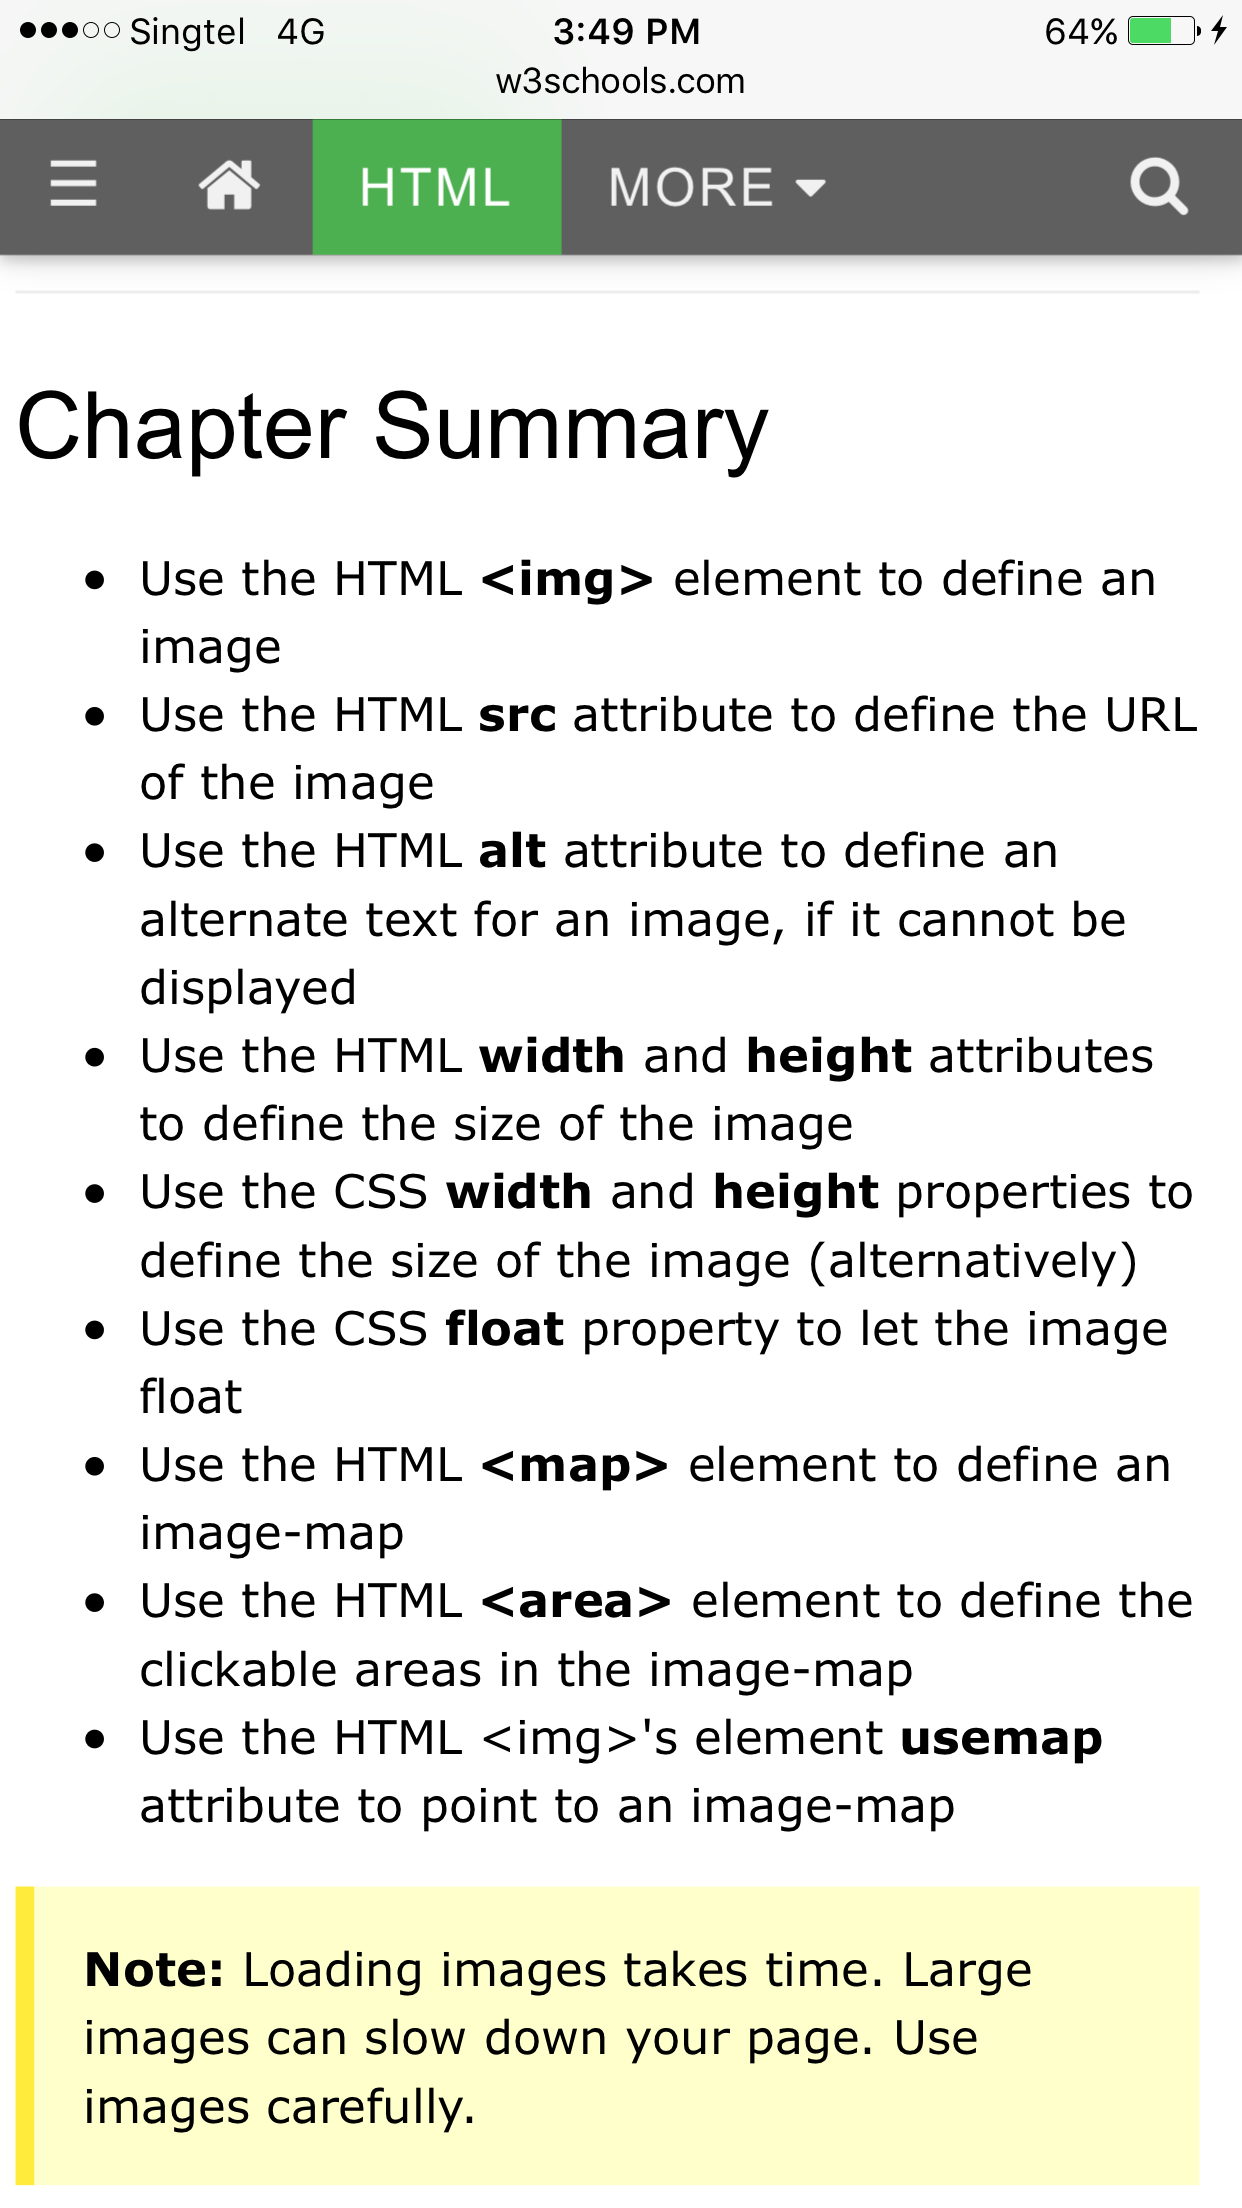 Singtel 4G 3:49 PM 64%
w3schools.com
HTML MORE
Chapter Summary
• Use the HTML <img> element to define an
image
• Use the HTML src attribute to define the URL
of the image
• Use the HTML alt attribute to define an
alternate text for an image, if it cannot be
displayed
• Use the HTML width and height attributes
to define the size of the image
• Use the CSS width and height properties to
define the size of the image (alternatively)
• Use the CSS float property to let the image
float
• Use the HTML <map> element to define an
image-map
• Use the HTML <area> element to define the
clickable areas in the image-map
• Use the HTML <img>'s element usemap
attribute to point to an image-map
Note: Loading images takes time. Large
images can slow down your page. Use
images carefully.